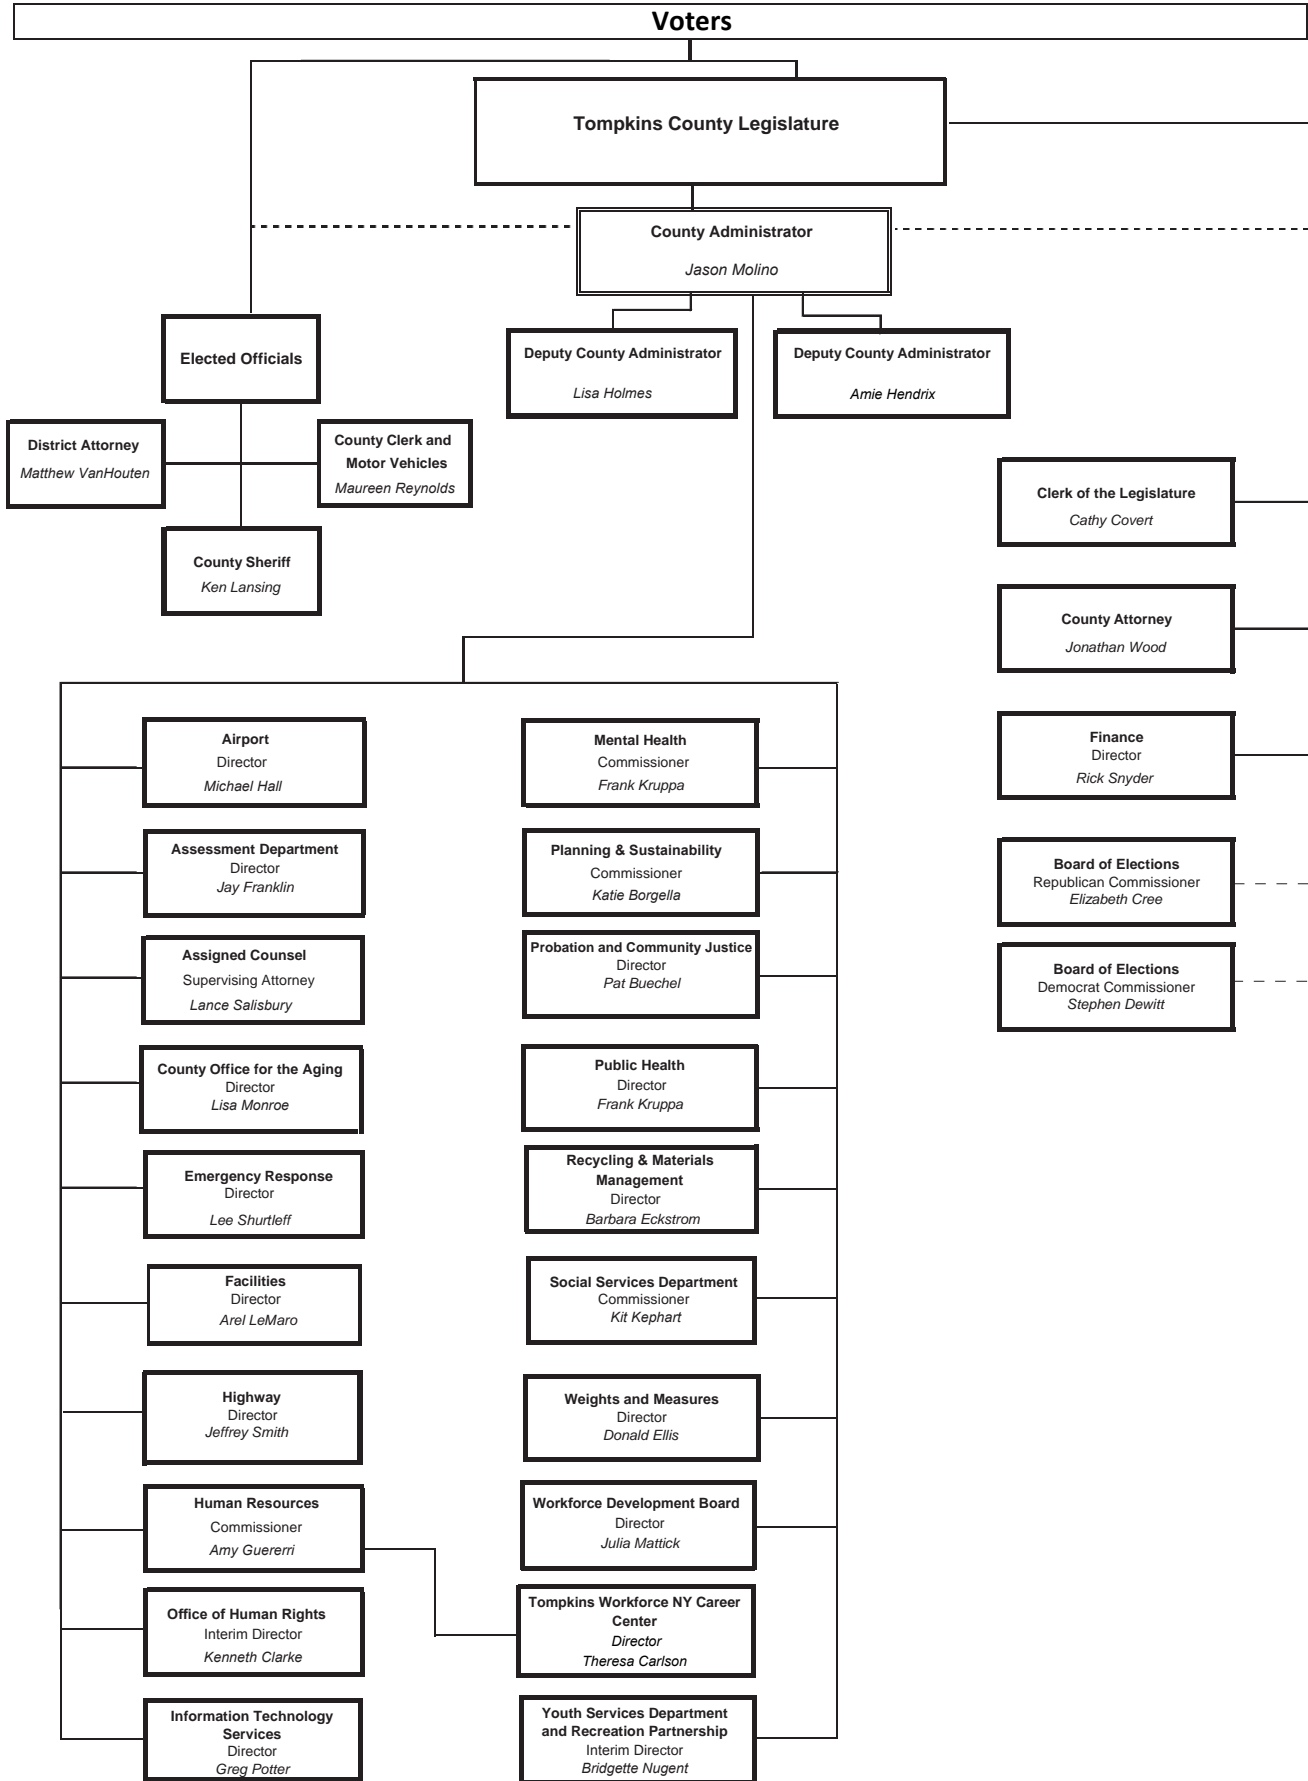 Voters
Tompkins County Legislature
County Administrator
Jason Molino
Elected Officials
Deputy County Administrator
Lisa Holmes
Deputy County Administrator
Amie Hendrix
District Attorney
Matthew VanHouten
County Clerk and
Motor Vehicles
Maureen Reynolds
County Sheriff
Ken Lansing
Clerk of the Legislature
Cathy Covert
County Attorney
Jonathan Wood
Finance
Director
Rick Snyder
Board of Elections
Republican Commissioner
Elizabeth Cree
Board of Elections
Democrat Commissioner
Stephen Dewitt
Airport
Director
Michael Hall
Assessment Department
Director
Jay Franklin
Assigned Counsel
Supervising Attorney
Lance Salisbury
County Office for the Aging
Director
Lisa Monroe
Emergency Response
Director
Lee Shurtleff
Facilities
Director
Arel LeMaro
Highway
Director
Jeffrey Smith
Human Resources
Commissioner
Amy Guererri
Office of Human Rights
Interim Director
Kenneth Clarke
Information Technology
Services
Director
Greg Potter
Mental Health
Commissioner
Frank Kruppa
Planning & Sustainability
Commissioner
Katie Borgella
Probation and Community Justice
Director
Pat Buechel
Public Health
Director
Frank Kruppa
Recycling & Materials
Management
Director
Barbara Eckstrom
Social Services Department
Commissioner
Kit Kephart
Weights and Measures
Director
Donald Ellis
Workforce Development Board
Director
Julia Mattick
Tompkins Workforce NY Career
Center
Director
Theresa Carlson
Youth Services Department
and Recreation Partnership
Interim Director
Bridgette Nugent